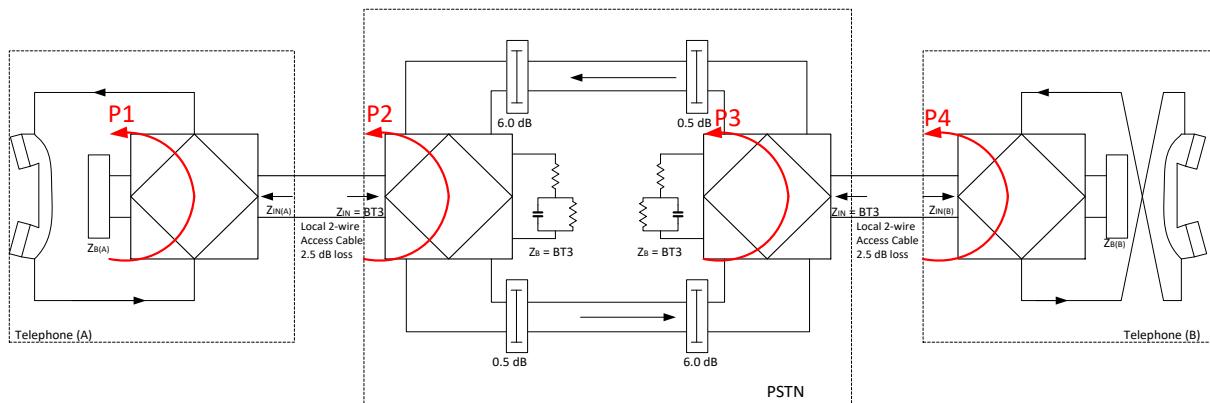 6.0 dB
0.5 dB
P1
P2
P3
P4
ZB(A)
ZIN(A)
ZIN = BT3
Local 2-wire
Access Cable
2.5 dB loss
ZB = BT3
ZB = BT3
ZIN = BT3
Local 2-wire
Access Cable
2.5 dB loss
ZIN(B)
ZB(B)
Telephone (A)
0.5 dB
6.0 dB
Telephone (B)
PSTN